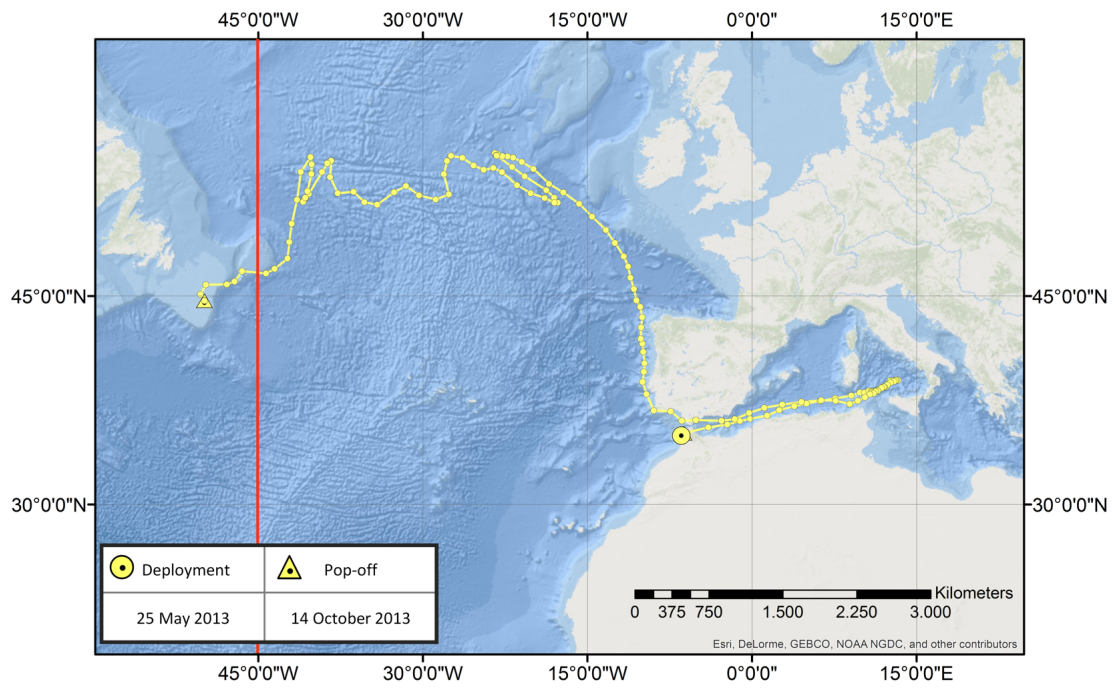 45°0'0"W 30°0'0"W 15°0'0"W 0°0'0" 15°0'0"E
45°0'0"N 45°0'0"N
30°0'0"N 30°0'0"N
Deployment Pop-off
25 May 2013 14 October 2013
Kilometers
0 375 750 1.500 2.250 3.000
Esri, DeLorme, GEBCO, NOAA NGDC, and other contributors
45°0'0"W 30°0'0"W 15°0'0"W 0°0'0" 15°0'0"E